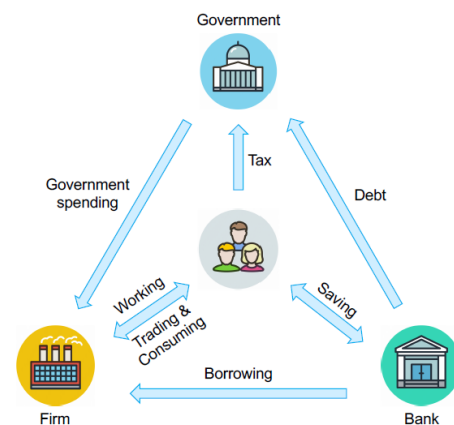 Government
Tax
Government
spending
Debt
Working
Trading &
Consuming
Saving
Borrowing
Firm
Bank